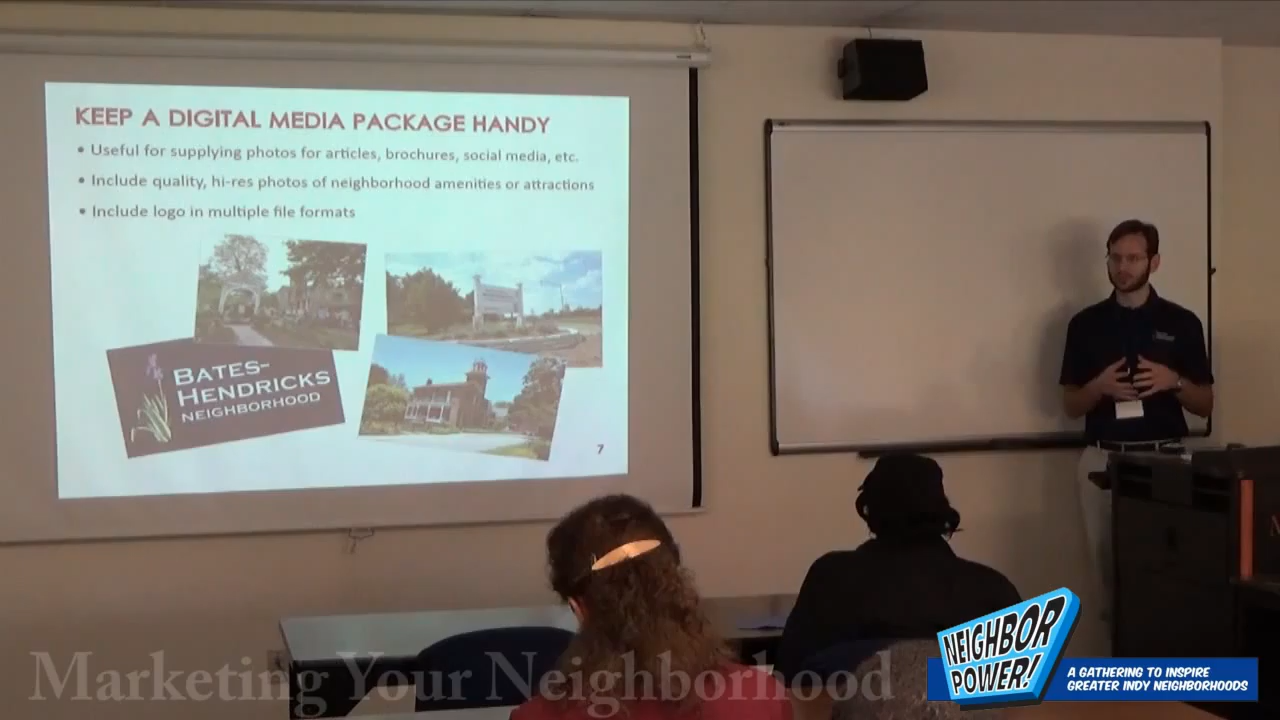 KEEP A DIGITAL MEDIA PACKAGE HANDY
• Useful for supplying photos for articles, brochures, social media, etc.
• Include quality, hi-res photos of neighborhood amenities or attractions
• Include logo in multiple file formats
BATES-
HENDRICKS
NEIGHBORHOOD
7
Marketing Your Neighborhood
NEIGHBOR
POWER!
A GATHERING TO INSPIRE
GREATER INDY NEIGHBORHOODS